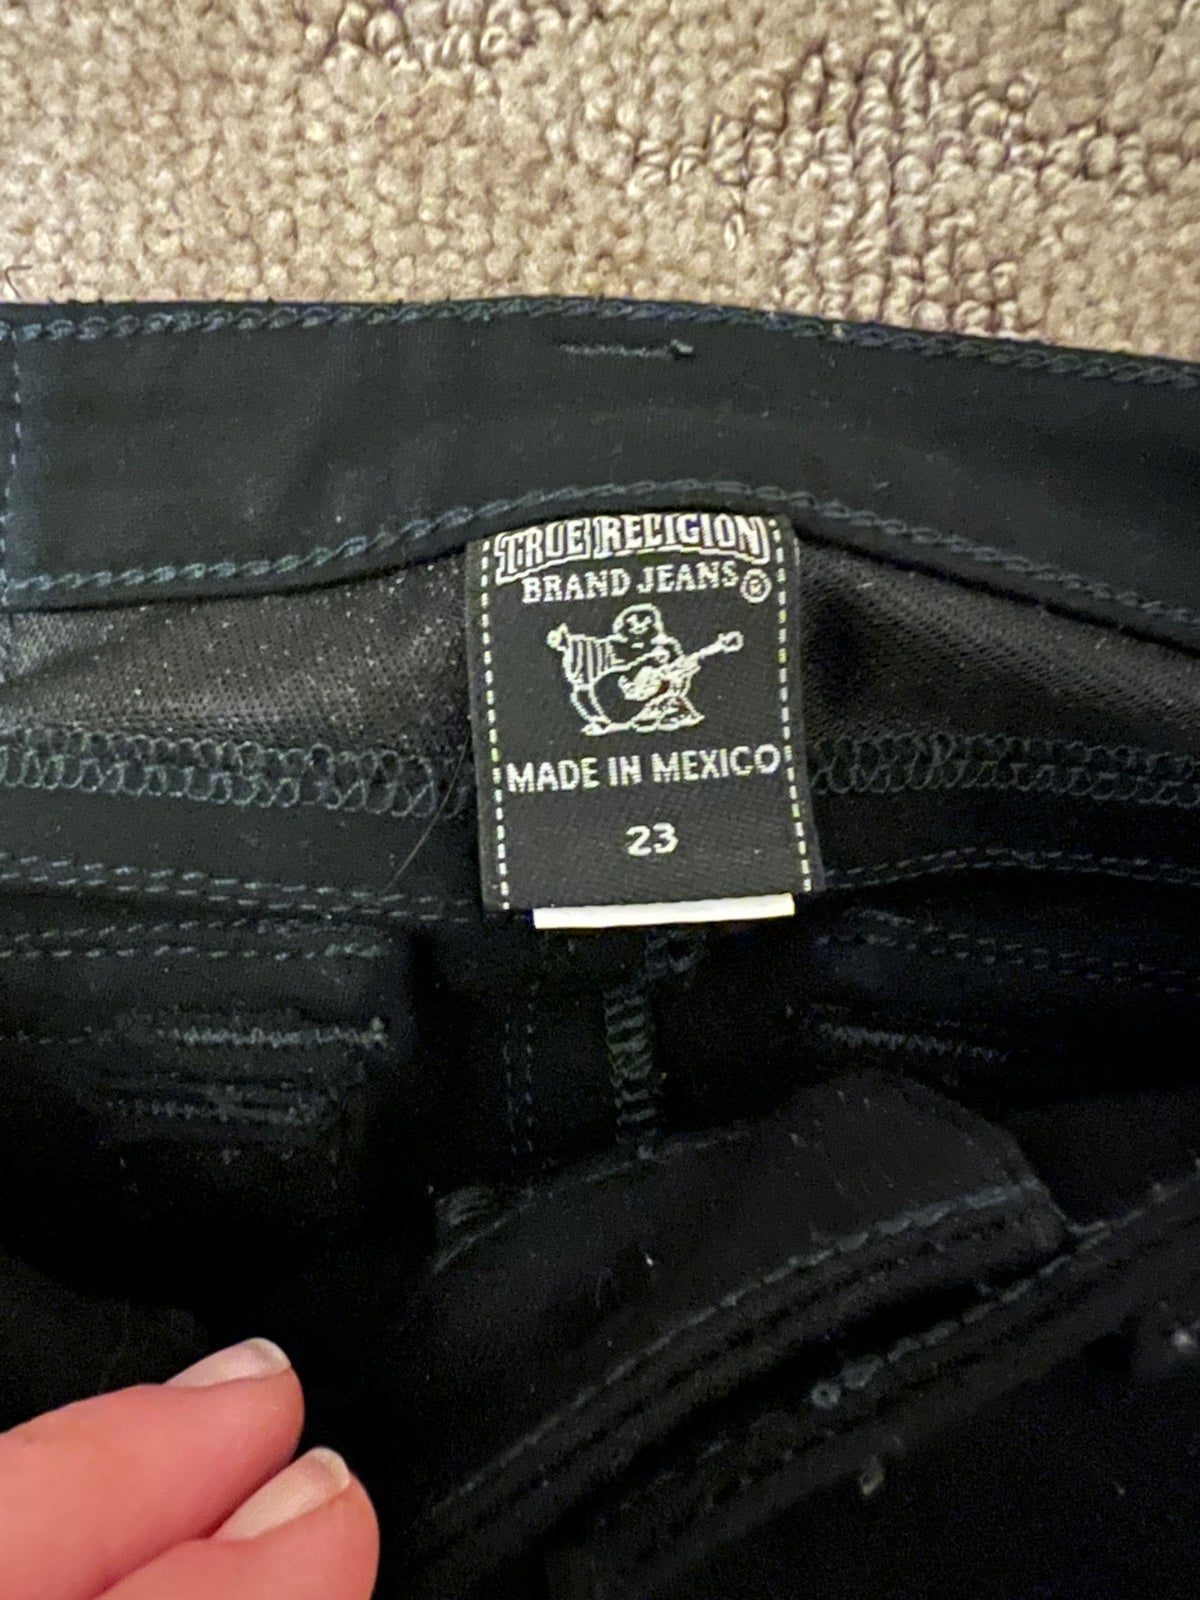 TRUE RELIGION
BRAND JEANS®
MADE IN MEXICO
23